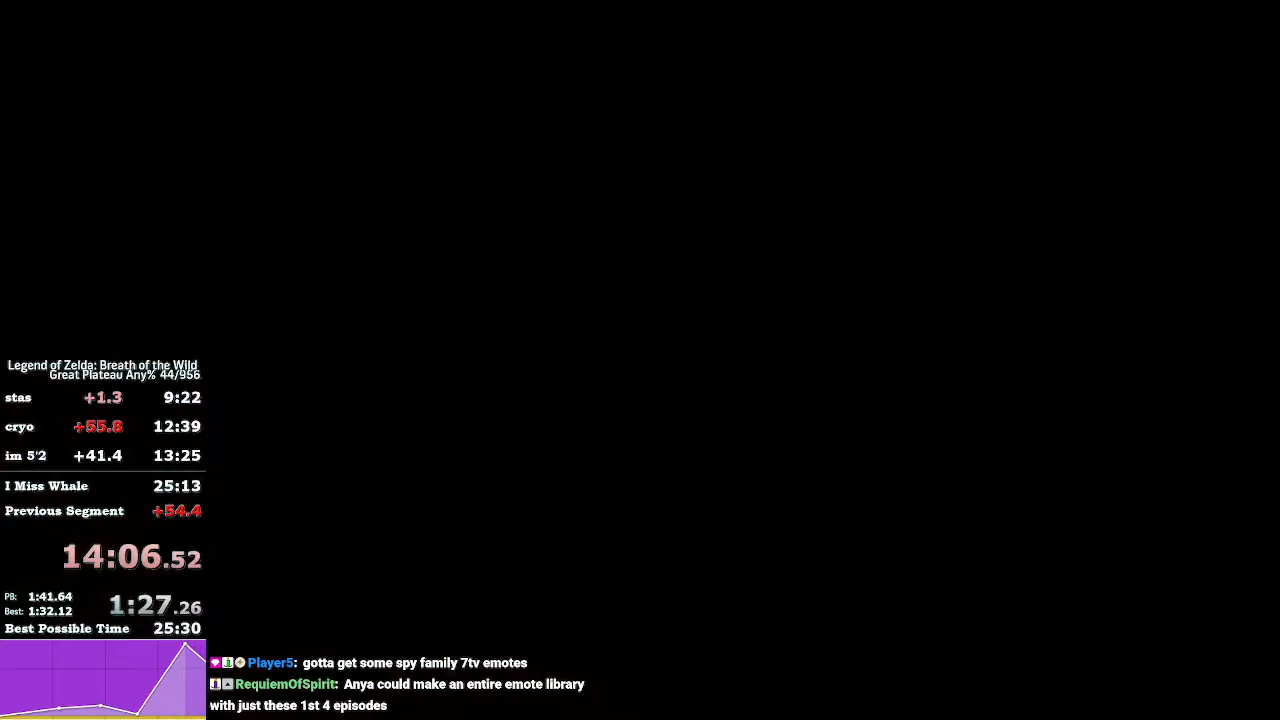 Legend of Zelda: Breath of the Wild
Great Plateau Any% 44/956
stas +1.3 9:22
cryo +55.8 12:39
im 5'2 +41.4 13:25
I Miss Whale 25:13
Previous Segment +54.4
14:06.52
PB: 1:41.64
Best: 1:32.12
1:27.26
Best Possible Time 25:30
Player5: gotta get some spy family 7tv emotes
RequiemOfSpirit: Anya could make an entire emote library
with just these 1st 4 episodes